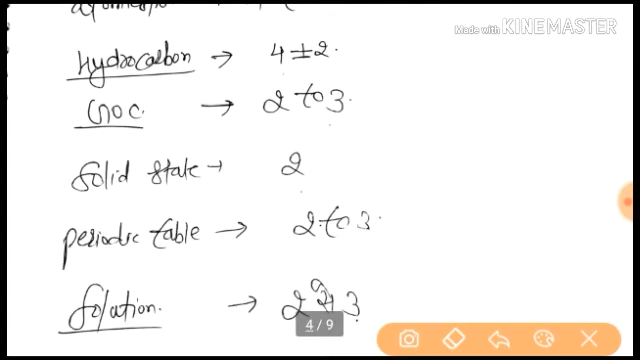 Made with KINEMASTER
Hydrocarbon → 4 ± 2.
GOC. → 2 to 3.
Solid state → 2
periodic table → 2 to 3.
Solution. → 2 3
4 / 9